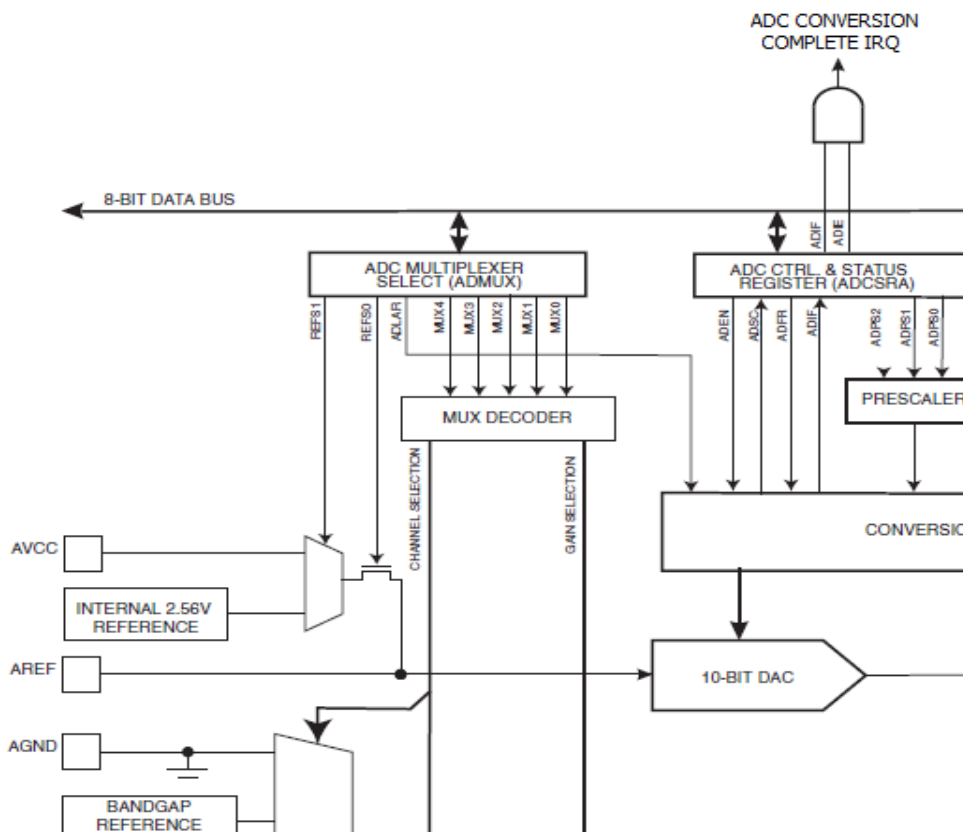 ADC CONVERSION
COMPLETE IRQ
8-BIT DATA BUS
ADIF
ADIE
ADC MULTIPLEXER
SELECT (ADMUX)
ADC CTRL. & STATUS
REGISTER (ADCSRA)
REFS1
REFS0
ADLAR
MUX4
MUX3
MUX2
MUX1
MUX0
ADEN
ADSC
ADFR
ADIF
ADPS2
ADPS1
ADPS0
MUX DECODER
PRESCALER
CHANNEL SELECTION
GAIN SELECTION
CONVERSIO
AVCC
INTERNAL 2.56V
REFERENCE
AREF
10-BIT DAC
AGND
BANDGAP
REFERENCE